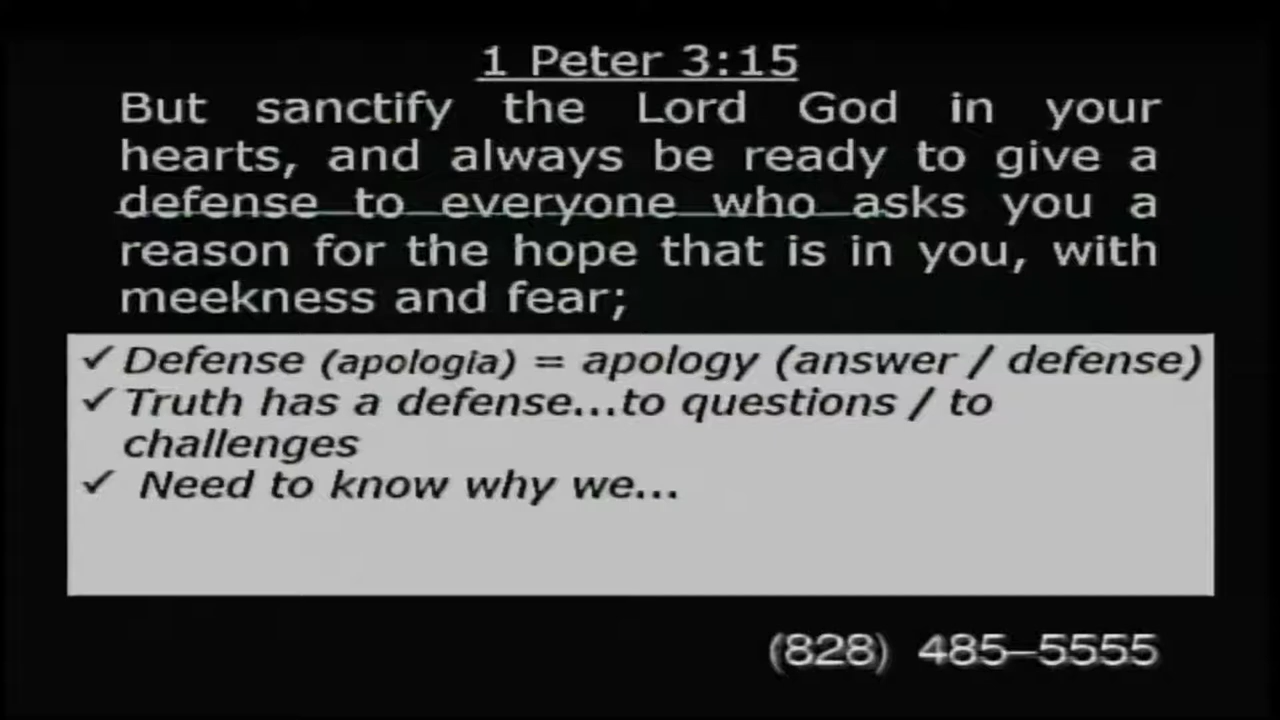 1 Peter 3:15
But sanctify the Lord God in your
hearts, and always be ready to give a
defense to everyone who asks you a
reason for the hope that is in you, with
meekness and fear;
✓ Defense (apologia) = apology (answer / defense)
✓ Truth has a defense...to questions / to
challenges
✓ Need to know why we...
(828) 485–5555